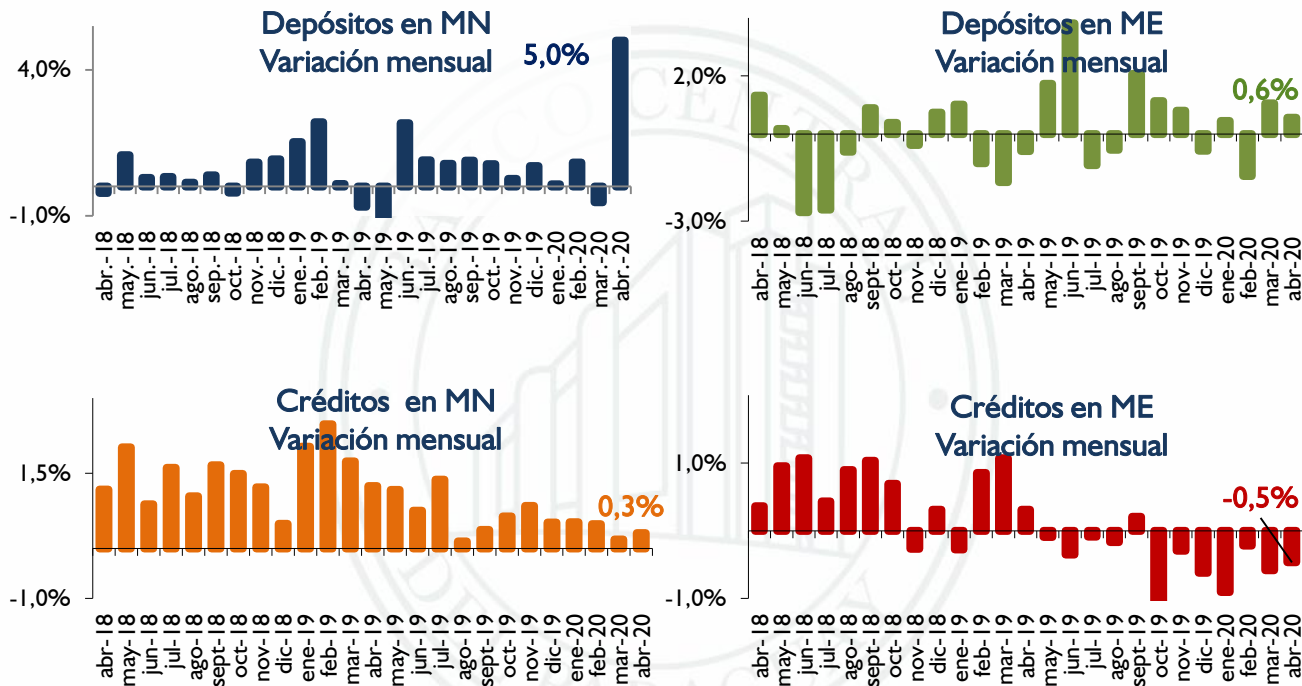 Depósitos en MN
Variación mensual
5,0%
4,0%
-1,0%
abr.-18
may.-18
jun.-18
jul.-18
ago.-18
sep.-18
oct.-18
nov.-18
dic.-18
ene.-19
feb.-19
mar.-19
abr.-19
may.-19
jun.-19
jul.-19
ago.-19
sep.-19
oct.-19
nov.-19
dic.-19
ene.-20
feb.-20
mar.-20
abr.-20
Depósitos en ME
Variación mensual
2,0%
0,6%
-3,0%
abr-18
may-18
jun-18
jul-18
ago-18
sept-18
oct-18
nov-18
dic-18
ene-19
feb-19
mar-19
abr-19
may-19
jun-19
jul-19
ago-19
sept-19
oct-19
nov-19
dic-19
ene-20
feb-20
mar-20
abr-20
Créditos en MN
Variación mensual
1,5%
0,3%
-1,0%
abr-18
may-18
jun-18
jul-18
ago-18
sept-18
oct-18
nov-18
dic-18
ene-19
feb-19
mar-19
abr-19
may-19
jun-19
jul-19
ago-19
sept-19
oct-19
nov-19
dic-19
ene-20
feb-20
mar-20
abr-20
Créditos en ME
Variación mensual
1,0%
-0,5%
-1,0%
abr-18
may-18
jun-18
jul-18
ago-18
sept-18
oct-18
nov-18
dic-18
ene-19
feb-19
mar-19
abr-19
may-19
jun-19
jul-19
ago-19
sept-19
oct-19
nov-19
dic-19
ene-20
feb-20
mar-20
abr-20